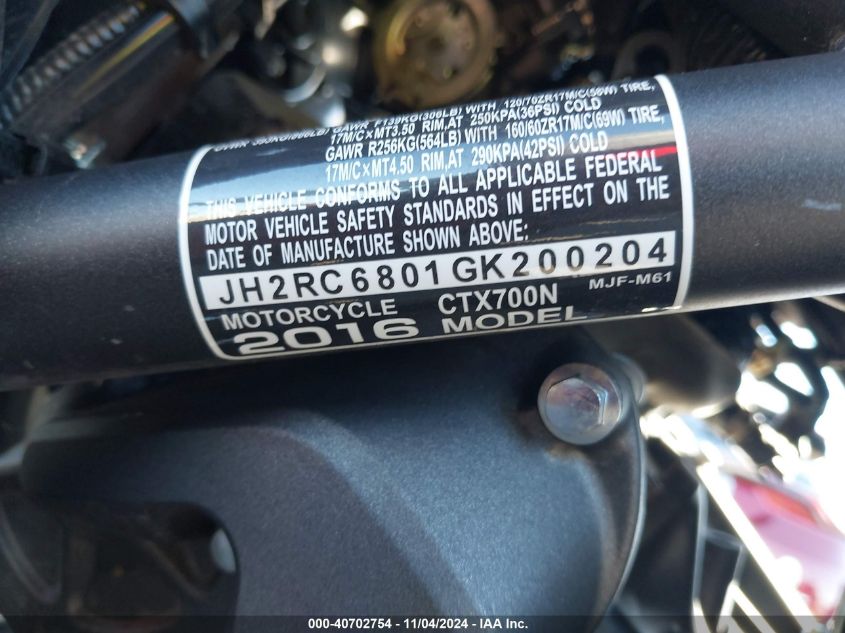 GAWR F139KG(306LB) WITH 120/70ZR17M/C(58W) TIRE,
17M/C×MT3.50 RIM,AT 250KPA(36PSI) COLD
GAWR R256KG(564LB) WITH 160/60ZR17M/C(69W) TIRE,
17M/C×MT4.50 RIM,AT 290KPA(42PSI) COLD
THIS VEHICLE CONFORMS TO ALL APPLICABLE FEDERAL
MOTOR VEHICLE SAFETY STANDARDS IN EFFECT ON THE
DATE OF MANUFACTURE SHOWN ABOVE:
JH2RC6801GK200204
MOTORCYCLE CTX700N MJF-M61
2016 MODEL
000-40702754 - 11/04/2024 - IAA Inc.